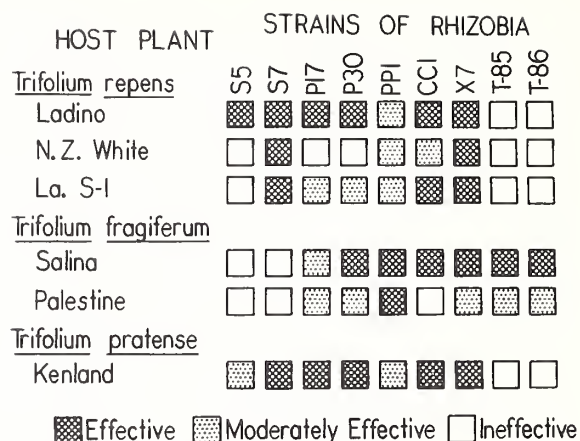 STRAINS OF RHIZOBIA
HOST PLANT
S5 S7 P17 P30 PPI CCI X7 T-85 T-86
Trifolium repens
Ladino
N.Z. White
La. S-I
Trifolium fragiferum
Salina
Palestine
Trifolium pratense
Kenland
Effective Moderately Effective Ineffective